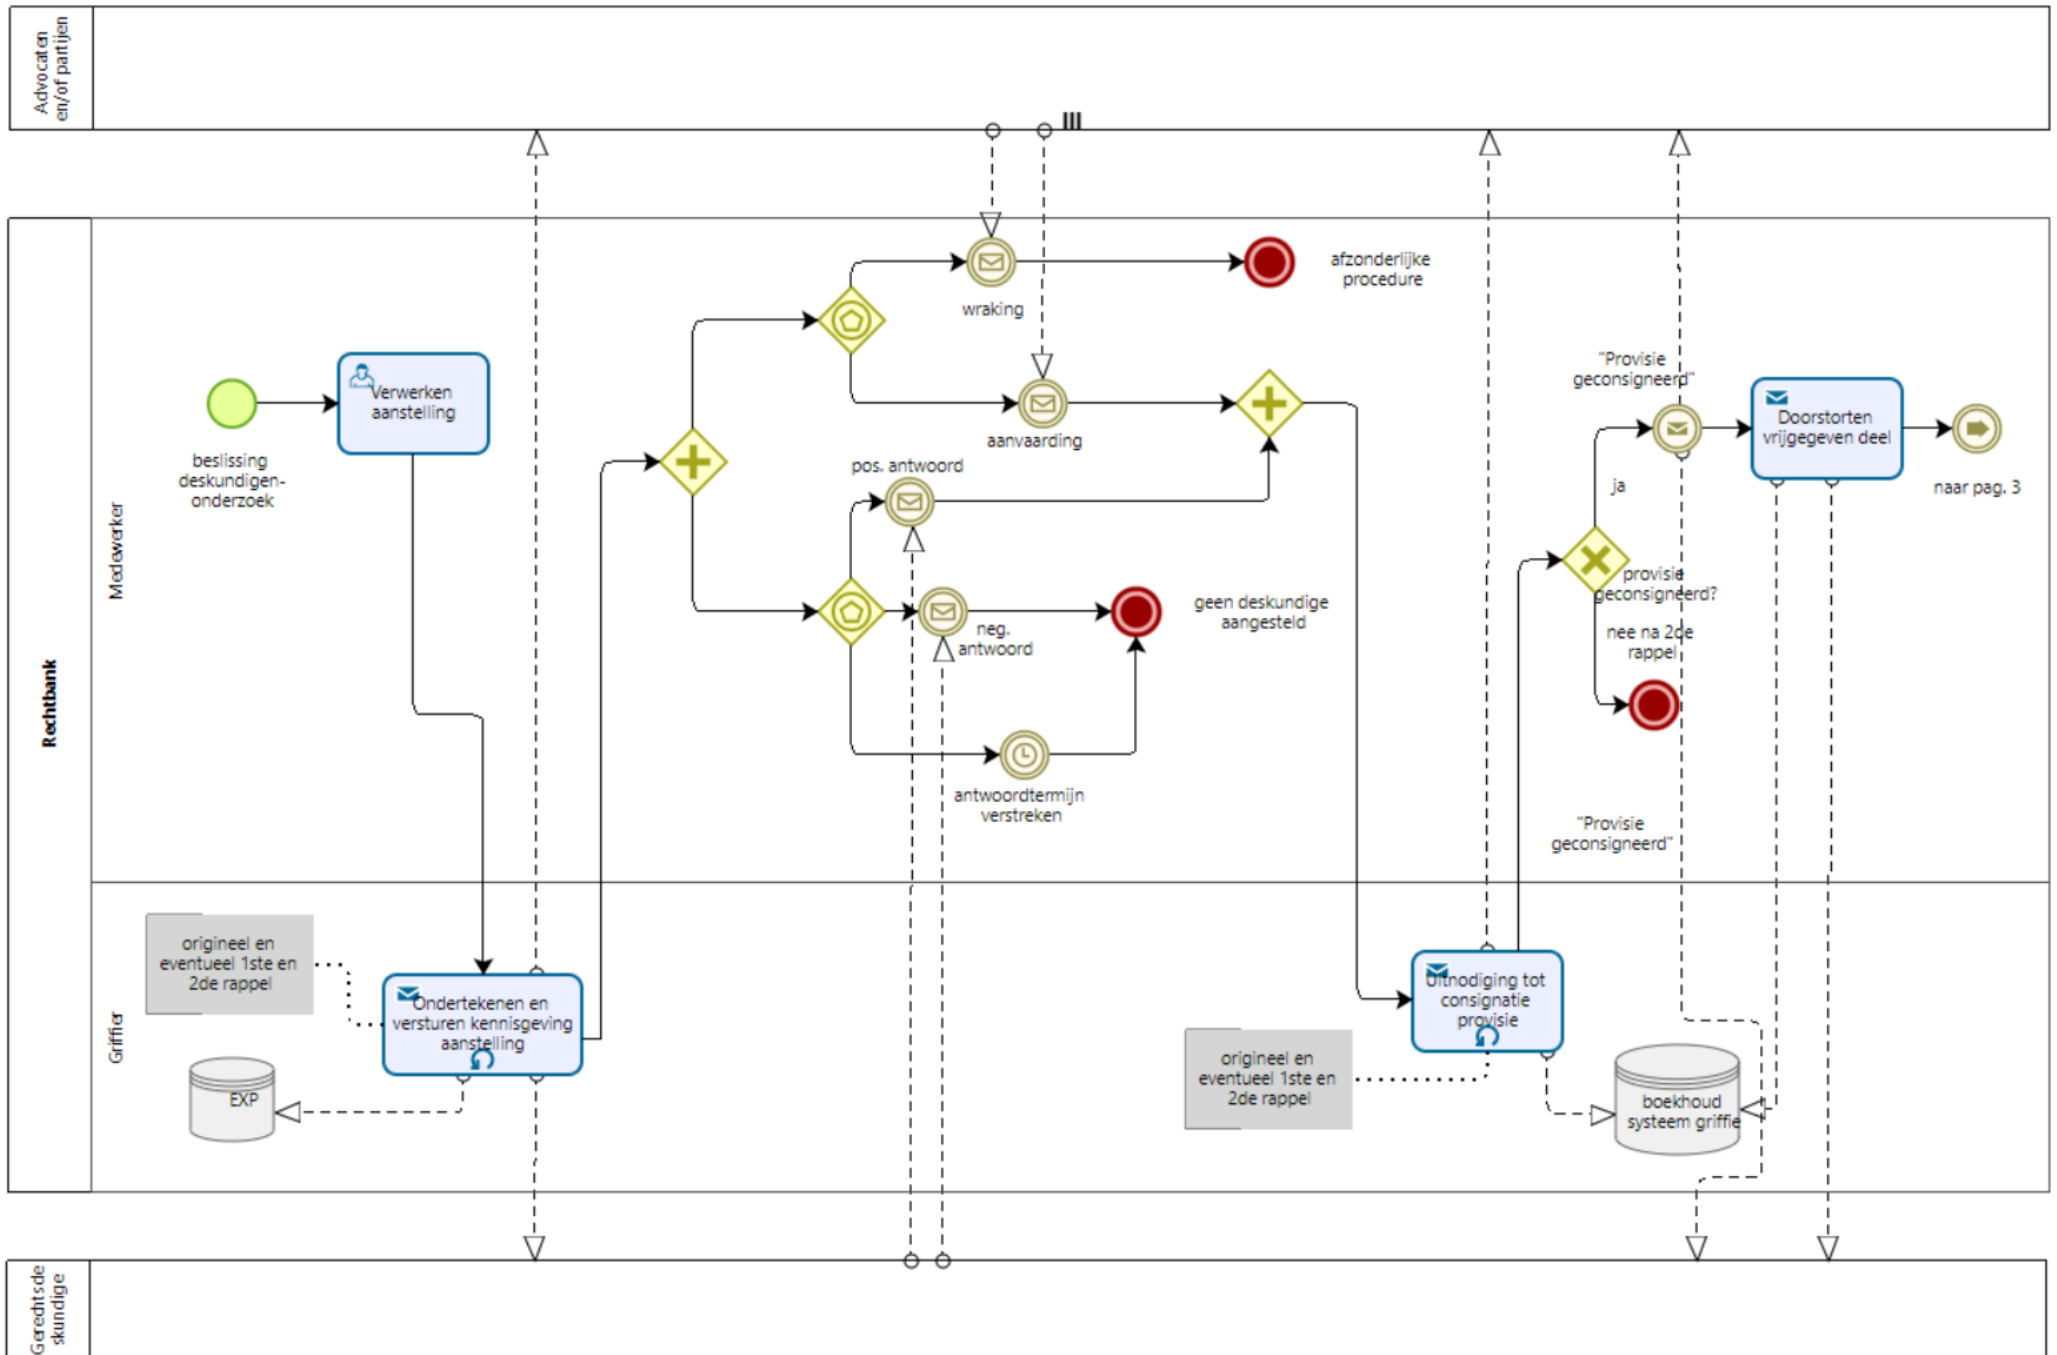 Advocaten
en/of partijen
Rechtbank
Medewerker
Griffier
beslissing
deskundigen-
onderzoek
Verwerken
aanstelling
wraking
afzonderlijke
procedure
aanvaarding
pos. antwoord
neg.
antwoord
geen deskundige
aangesteld
antwoordtermijn
verstreken
"Provisie
geconsigneerd"
ja
provisie
geconsigneerd?
nee na 2de
rappel
Doorstorten
vrijgegeven deel
naar pag. 3
"Provisie
geconsigneerd"
origineel en
eventueel 1ste en
2de rappel
Ondertekenen en
versturen kennisgeving
aanstelling
EXP
Uitnodiging tot
consignatie
provisie
origineel en
eventueel 1ste en
2de rappel
boekhoud
systeem griffie
Gerechtsde
skundige